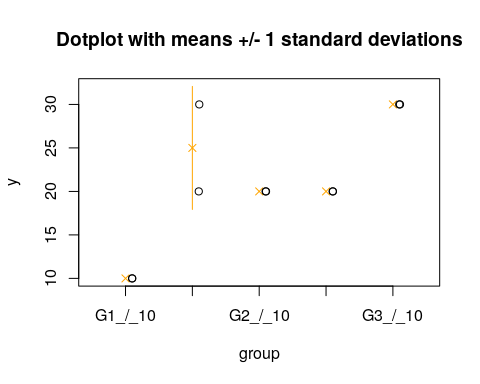 Dotplot with means +/- 1 standard deviations
30
25
20
15
10
y
G1_/_10 G2_/_10 G3_/_10
group